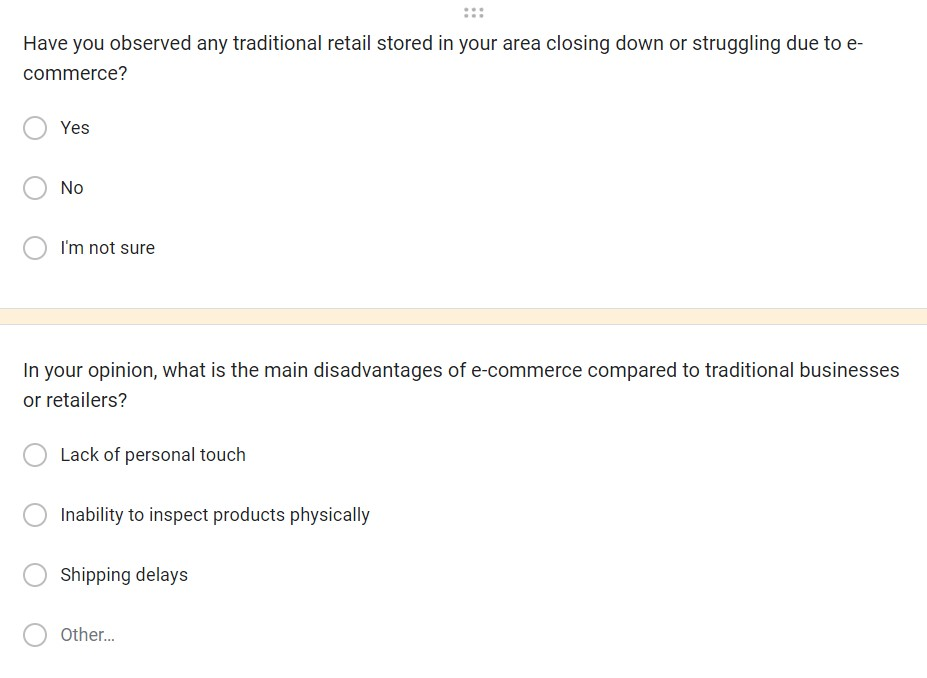 Have you observed any traditional retail stored in your area closing down or struggling due to e-
commerce?
Yes
No
I'm not sure
In your opinion, what is the main disadvantages of e-commerce compared to traditional businesses
or retailers?
Lack of personal touch
Inability to inspect products physically
Shipping delays
Other...